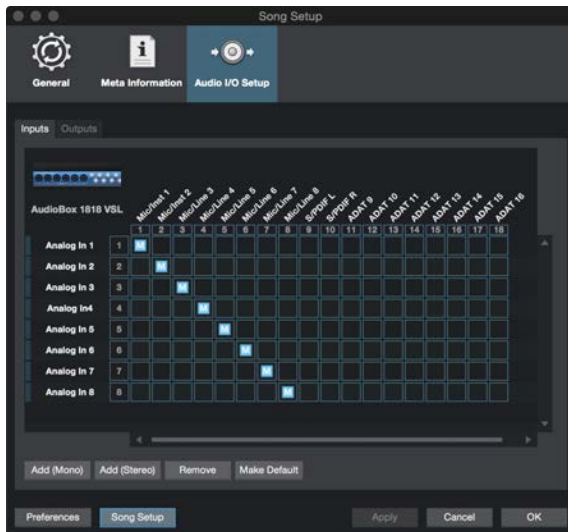 Song Setup
General
Meta Information
Audio I/O Setup
Inputs Outputs
AudioBox 1818 VSL
Mic/Inst 1 Mic/Inst 2 Mic/Line 3 Mic/Line 4 Mic/Line 5 Mic/Line 6 Mic/Line 7 Mic/Line 8 S/PDIF L S/PDIF R ADAT 9 ADAT 10 ADAT 11 ADAT 12 ADAT 13 ADAT 14 ADAT 15 ADAT 16
1 2 3 4 5 6 7 8 9 10 11 12 13 14 15 16 17 18
Analog In 1 1 M
Analog In 2 2 M
Analog In 3 3 M
Analog In4 4 M
Analog In 5 5 M
Analog In 6 6 M
Analog In 7 7 M
Analog In 8 8 M
Add (Mono) Add (Stereo) Remove Make Default
Preferences Song Setup Apply Cancel OK